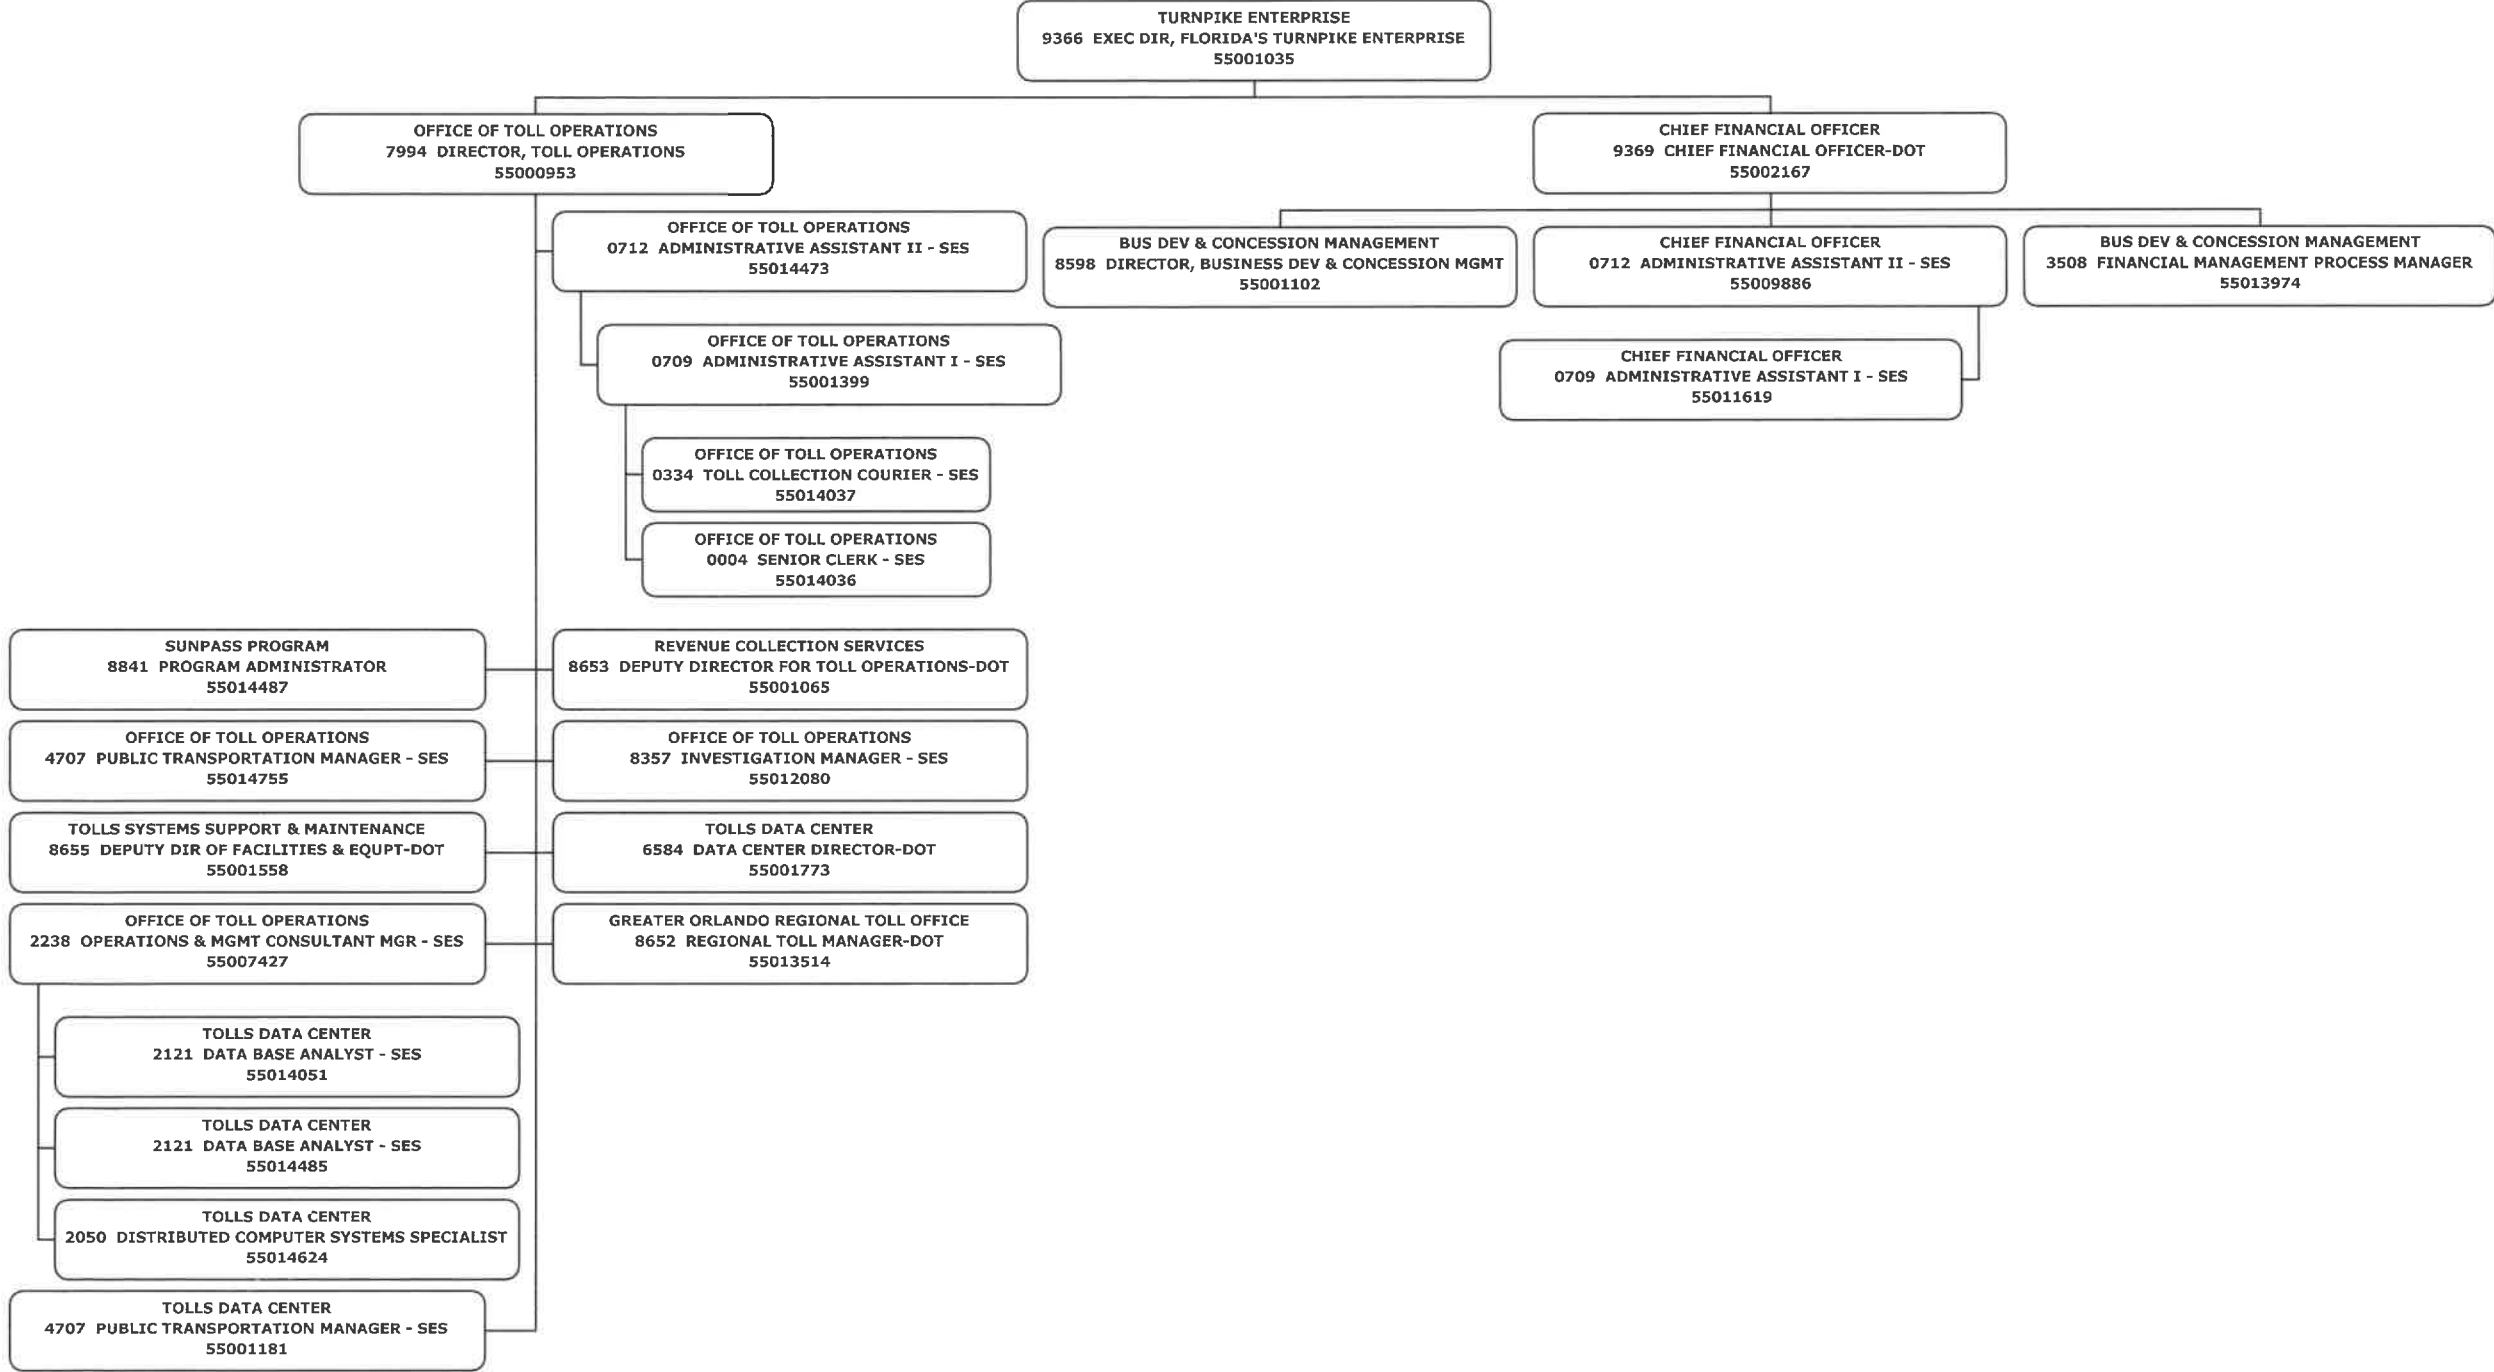 TURNPIKE ENTERPRISE
9366 EXEC DIR, FLORIDA'S TURNPIKE ENTERPRISE
55001035
OFFICE OF TOLL OPERATIONS
7994 DIRECTOR, TOLL OPERATIONS
55000953
CHIEF FINANCIAL OFFICER
9369 CHIEF FINANCIAL OFFICER-DOT
55002167
OFFICE OF TOLL OPERATIONS
0712 ADMINISTRATIVE ASSISTANT II - SES
55014473
BUS DEV & CONCESSION MANAGEMENT
8598 DIRECTOR, BUSINESS DEV & CONCESSION MGMT
55001102
CHIEF FINANCIAL OFFICER
0712 ADMINISTRATIVE ASSISTANT II - SES
55009886
BUS DEV & CONCESSION MANAGEMENT
3508 FINANCIAL MANAGEMENT PROCESS MANAGER
55013974
OFFICE OF TOLL OPERATIONS
0709 ADMINISTRATIVE ASSISTANT I - SES
55001399
CHIEF FINANCIAL OFFICER
0709 ADMINISTRATIVE ASSISTANT I - SES
55011619
OFFICE OF TOLL OPERATIONS
0334 TOLL COLLECTION COURIER - SES
55014037
OFFICE OF TOLL OPERATIONS
0004 SENIOR CLERK - SES
55014036
SUNPASS PROGRAM
8841 PROGRAM ADMINISTRATOR
55014487
REVENUE COLLECTION SERVICES
8653 DEPUTY DIRECTOR FOR TOLL OPERATIONS-DOT
55001065
OFFICE OF TOLL OPERATIONS
4707 PUBLIC TRANSPORTATION MANAGER - SES
55014755
OFFICE OF TOLL OPERATIONS
8357 INVESTIGATION MANAGER - SES
55012080
TOLLS SYSTEMS SUPPORT & MAINTENANCE
8655 DEPUTY DIR OF FACILITIES & EQUPT-DOT
55001558
TOLLS DATA CENTER
6584 DATA CENTER DIRECTOR-DOT
55001773
OFFICE OF TOLL OPERATIONS
2238 OPERATIONS & MGMT CONSULTANT MGR - SES
55007427
GREATER ORLANDO REGIONAL TOLL OFFICE
8652 REGIONAL TOLL MANAGER-DOT
55013514
TOLLS DATA CENTER
2121 DATA BASE ANALYST - SES
55014051
TOLLS DATA CENTER
2121 DATA BASE ANALYST - SES
55014485
TOLLS DATA CENTER
2050 DISTRIBUTED COMPUTER SYSTEMS SPECIALIST
55014624
TOLLS DATA CENTER
4707 PUBLIC TRANSPORTATION MANAGER - SES
55001181